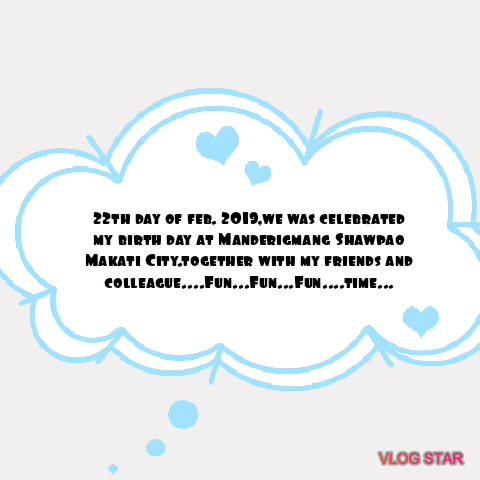 22th day of feb. 2019,we was celebrated
my birth day at Manderigmang Shawpao
Makati City.together with my friends and
colleague....Fun...Fun...Fun....time...
VLOG STAR